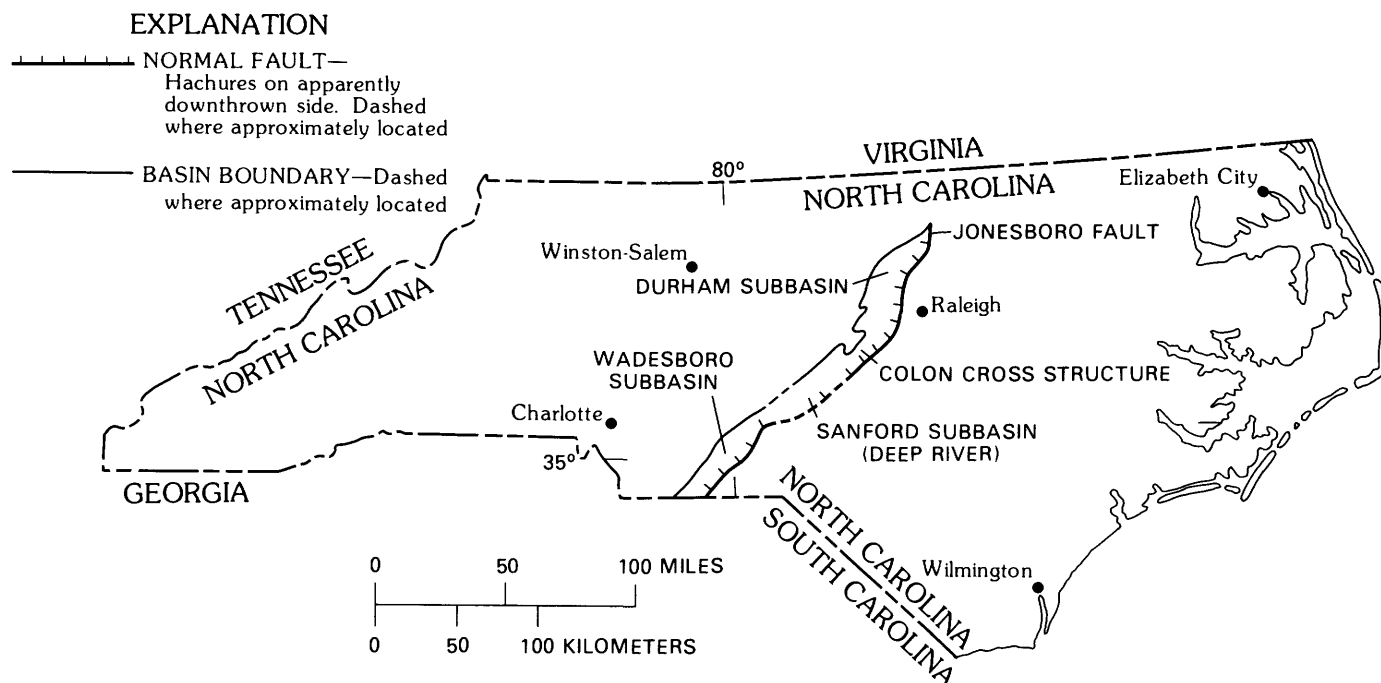 EXPLANATION
NORMAL FAULT—
Hachures on apparently
downthrown side. Dashed
where approximately located
BASIN BOUNDARY—Dashed
where approximately located
VIRGINIA
80°
NORTH CAROLINA
Elizabeth City
JONESBORO FAULT
Winston-Salem
DURHAM SUBBASIN
TENNESSEE
NORTH CAROLINA
Raleigh
WADESBORO
SUBBASIN
COLON CROSS STRUCTURE
Charlotte
SANFORD SUBBASIN
(DEEP RIVER)
35°
GEORGIA
NORTH CAROLINA
SOUTH CAROLINA
Wilmington
0 50 100 MILES
0 50 100 KILOMETERS